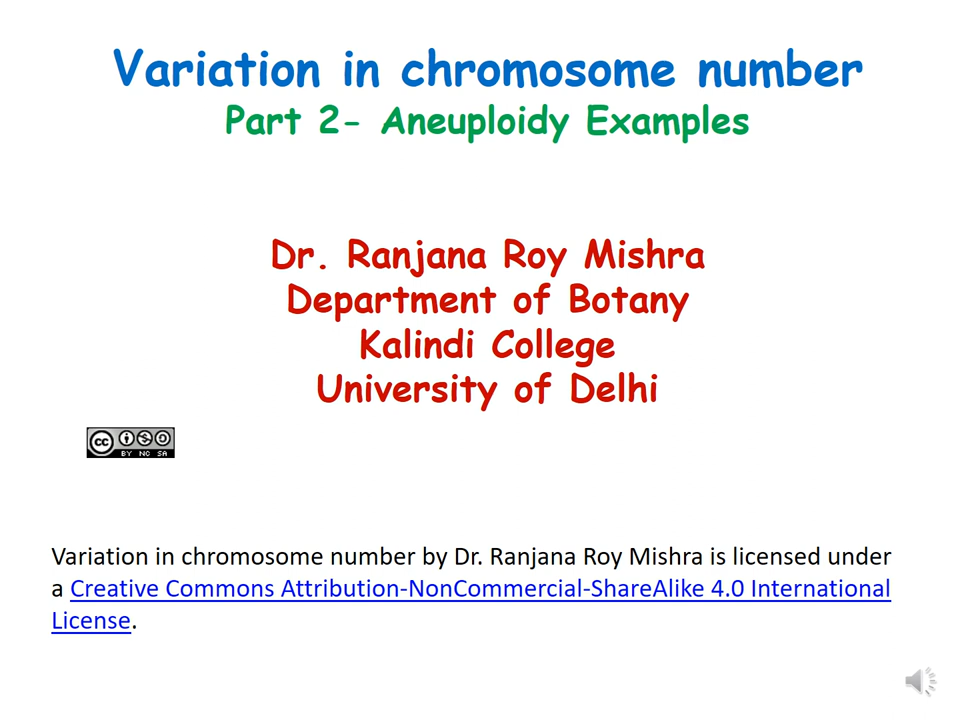 Variation in chromosome number
Part 2- Aneuploidy Examples
Dr. Ranjana Roy Mishra
Department of Botany
Kalindi College
University of Delhi
cc BY NC SA
Variation in chromosome number by Dr. Ranjana Roy Mishra is licensed under
a Creative Commons Attribution-NonCommercial-ShareAlike 4.0 International
License.